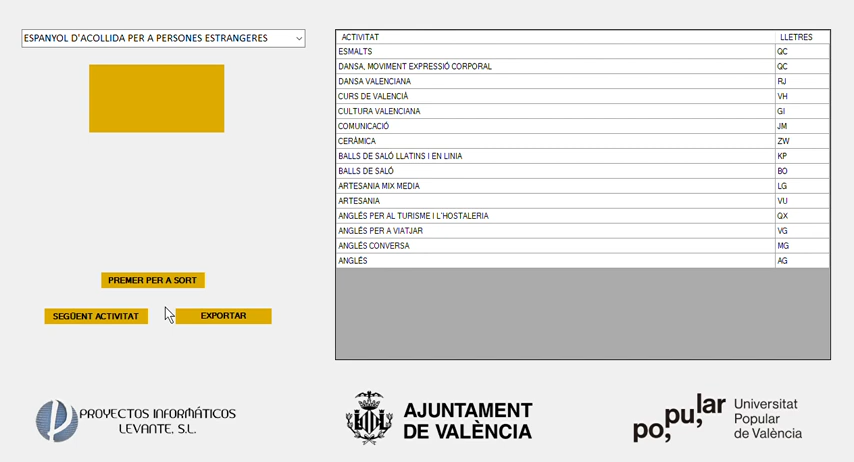 ESPANYOL D'ACOLLIDA PER A PERSONES ESTRANGERES
PREMER PER A SORT
SEGÜENT ACTIVITAT
EXPORTAR
ACTIVITAT LLETRES
ESMALTS QC
DANSA, MOVIMENT EXPRESSIÓ CORPORAL QC
DANSA VALENCIANA RJ
CURS DE VALENCIÀ VH
CULTURA VALENCIANA GI
COMUNICACIÓ JM
CERÀMICA ZW
BALLS DE SALÓ LLATINS I EN LINIA KP
BALLS DE SALÓ BO
ARTESANIA MIX MEDIA LG
ARTESANIA VU
ANGLÉS PER AL TURISME I L'HOSTALERIA QX
ANGLÉS PER A VIATJAR VG
ANGLÉS CONVERSA MG
ANGLÉS AG
PROYECTOS INFORMÁTICOS
LEVANTE, S.L.
AJUNTAMENT
DE VALÈNCIA
po,pu,lar
Universitat
Popular
de València